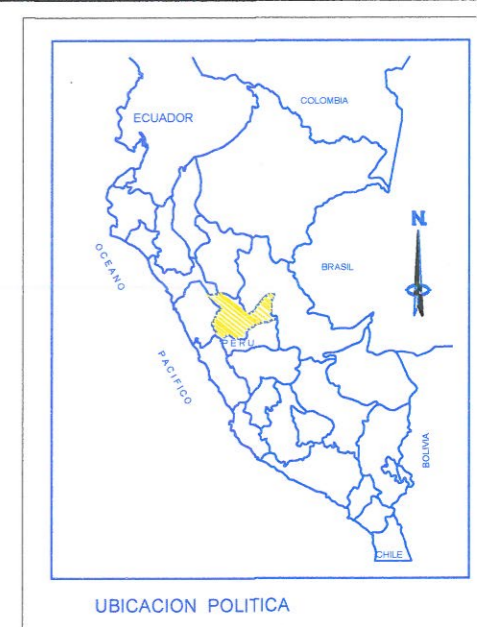 COLOMBIA
ECUADOR
N.
OCEANO
BRASIL
PERU
PACIFICO
BOLIVIA
CHILE
UBICACION POLITICA